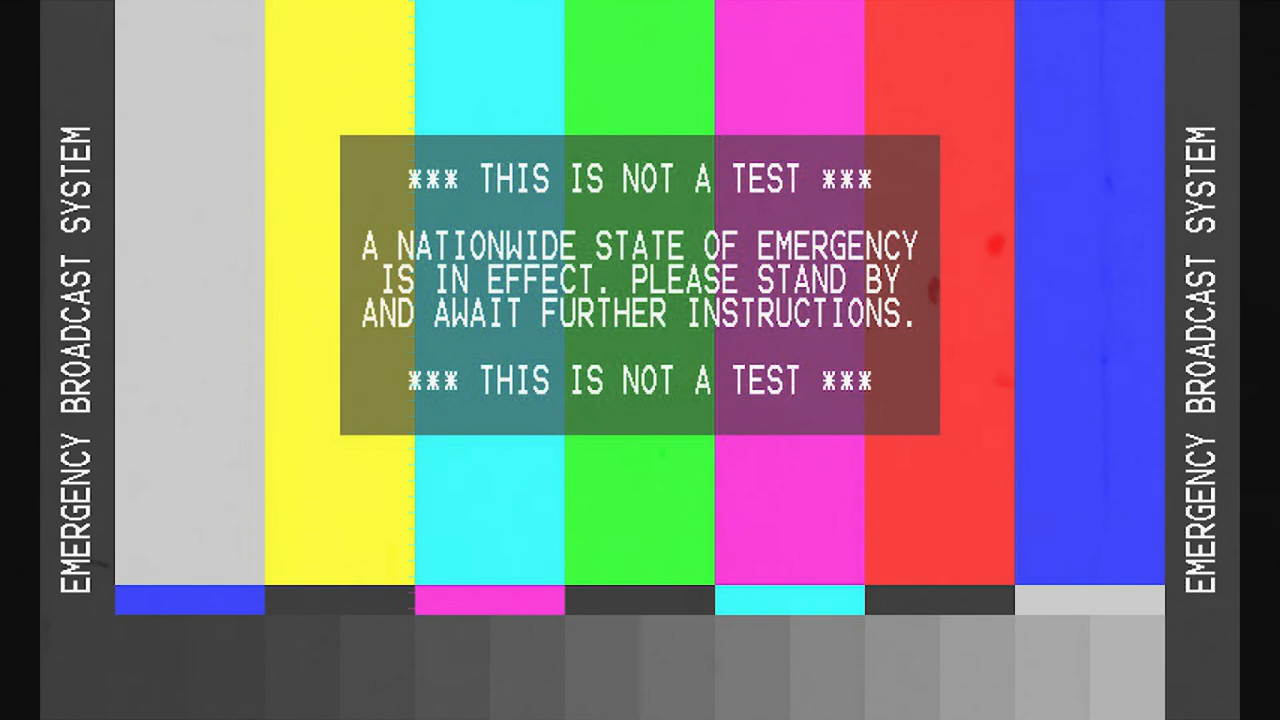 EMERGENCY BROADCAST SYSTEM
*** THIS IS NOT A TEST ***
A NATIONWIDE STATE OF EMERGENCY
IS IN EFFECT. PLEASE STAND BY
AND AWAIT FURTHER INSTRUCTIONS.
*** THIS IS NOT A TEST ***
EMERGENCY BROADCAST SYSTEM